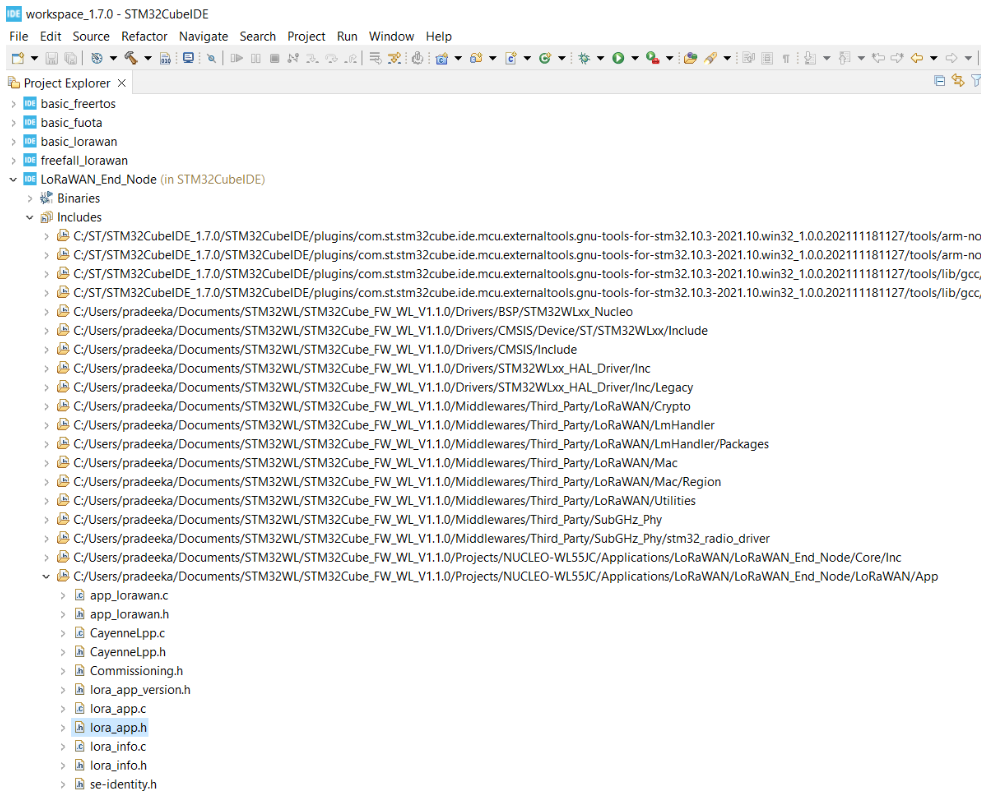 IDE workspace_1.7.0 - STM32CubeIDE
File Edit Source Refactor Navigate Search Project Run Window Help
Project Explorer
IDE basic_freertos
IDE basic_fuota
IDE basic_lorawan
IDE freefall_lorawan
IDE LoRaWAN_End_Node (in STM32CubeIDE)
Binaries
Includes
C:/ST/STM32CubeIDE_1.7.0/STM32CubeIDE/plugins/com.st.stm32cube.ide.mcu.externaltools.gnu-tools-for-stm32.10.3-2021.10.win32_1.0.0.202111181127/tools/arm-no
C:/ST/STM32CubeIDE_1.7.0/STM32CubeIDE/plugins/com.st.stm32cube.ide.mcu.externaltools.gnu-tools-for-stm32.10.3-2021.10.win32_1.0.0.202111181127/tools/arm-no
C:/ST/STM32CubeIDE_1.7.0/STM32CubeIDE/plugins/com.st.stm32cube.ide.mcu.externaltools.gnu-tools-for-stm32.10.3-2021.10.win32_1.0.0.202111181127/tools/lib/gcc,
C:/ST/STM32CubeIDE_1.7.0/STM32CubeIDE/plugins/com.st.stm32cube.ide.mcu.externaltools.gnu-tools-for-stm32.10.3-2021.10.win32_1.0.0.202111181127/tools/lib/gcc,
C:/Users/pradeeka/Documents/STM32WL/STM32Cube_FW_WL_V1.1.0/Drivers/BSP/STM32WLxx_Nucleo
C:/Users/pradeeka/Documents/STM32WL/STM32Cube_FW_WL_V1.1.0/Drivers/CMSIS/Device/ST/STM32WLxx/Include
C:/Users/pradeeka/Documents/STM32WL/STM32Cube_FW_WL_V1.1.0/Drivers/CMSIS/Include
C:/Users/pradeeka/Documents/STM32WL/STM32Cube_FW_WL_V1.1.0/Drivers/STM32WLxx_HAL_Driver/Inc
C:/Users/pradeeka/Documents/STM32WL/STM32Cube_FW_WL_V1.1.0/Drivers/STM32WLxx_HAL_Driver/Inc/Legacy
C:/Users/pradeeka/Documents/STM32WL/STM32Cube_FW_WL_V1.1.0/Middlewares/Third_Party/LoRaWAN/Crypto
C:/Users/pradeeka/Documents/STM32WL/STM32Cube_FW_WL_V1.1.0/Middlewares/Third_Party/LoRaWAN/LmHandler
C:/Users/pradeeka/Documents/STM32WL/STM32Cube_FW_WL_V1.1.0/Middlewares/Third_Party/LoRaWAN/LmHandler/Packages
C:/Users/pradeeka/Documents/STM32WL/STM32Cube_FW_WL_V1.1.0/Middlewares/Third_Party/LoRaWAN/Mac
C:/Users/pradeeka/Documents/STM32WL/STM32Cube_FW_WL_V1.1.0/Middlewares/Third_Party/LoRaWAN/Mac/Region
C:/Users/pradeeka/Documents/STM32WL/STM32Cube_FW_WL_V1.1.0/Middlewares/Third_Party/LoRaWAN/Utilities
C:/Users/pradeeka/Documents/STM32WL/STM32Cube_FW_WL_V1.1.0/Middlewares/Third_Party/SubGHz_Phy
C:/Users/pradeeka/Documents/STM32WL/STM32Cube_FW_WL_V1.1.0/Middlewares/Third_Party/SubGHz_Phy/stm32_radio_driver
C:/Users/pradeeka/Documents/STM32WL/STM32Cube_FW_WL_V1.1.0/Projects/NUCLEO-WL55JC/Applications/LoRaWAN/LoRaWAN_End_Node/Core/Inc
C:/Users/pradeeka/Documents/STM32WL/STM32Cube_FW_WL_V1.1.0/Projects/NUCLEO-WL55JC/Applications/LoRaWAN/LoRaWAN_End_Node/LoRaWAN/App
app_lorawan.c
app_lorawan.h
CayenneLpp.c
CayenneLpp.h
Commissioning.h
lora_app_version.h
lora_app.c
lora_app.h
lora_info.c
lora_info.h
se-identity.h